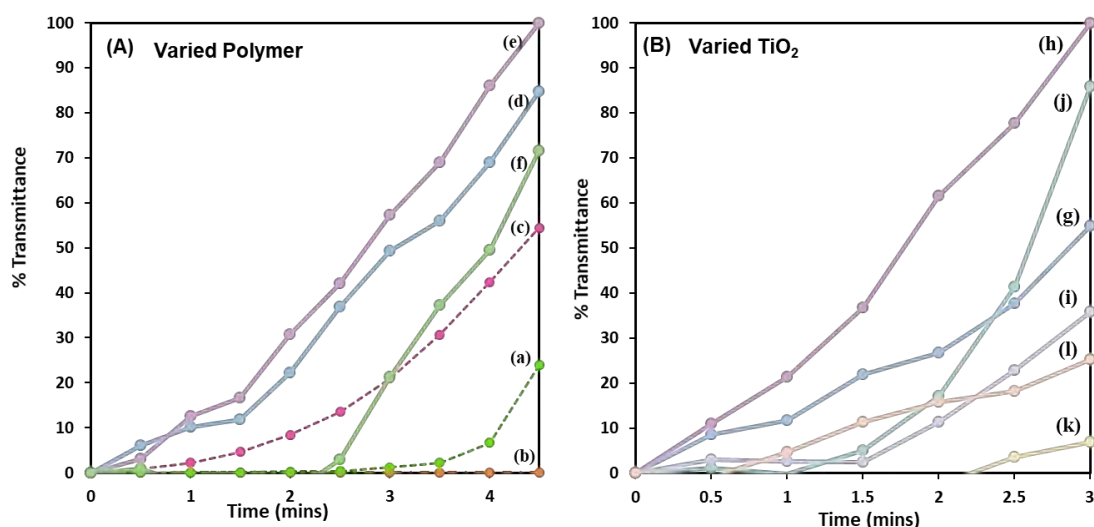 (A) Varied Polymer
(e)
(d)
(f)
(c)
(a)
(b)
100
90
80
70
60
50
40
30
20
10
0
% Transmittance
0 1 2 3 4
Time (mins)
(B) Varied TiO₂
(h)
(j)
(g)
(i)
(l)
(k)
100
90
80
70
60
50
40
30
20
10
0
% Transmittance
0 0.5 1 1.5 2 2.5 3
Time (mins)